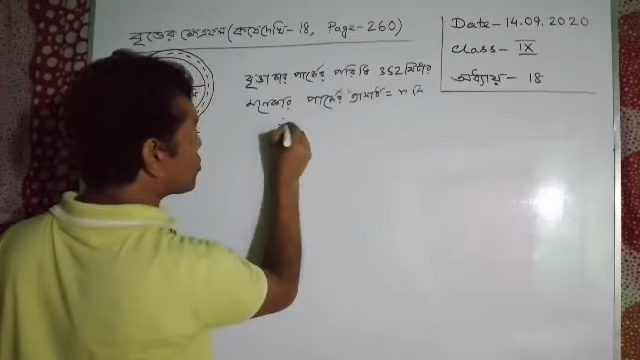 বৃত্তের ক্ষেত্রফল (কষে দেখি - 18, Page - 260)
Date - 14.09.2020
Class - IX
অধ্যায় - 18
বৃত্তাকার পার্কের পরিধি 352 মিটার
মনেকরি পার্কের ব্যাসার্ধ = r মি